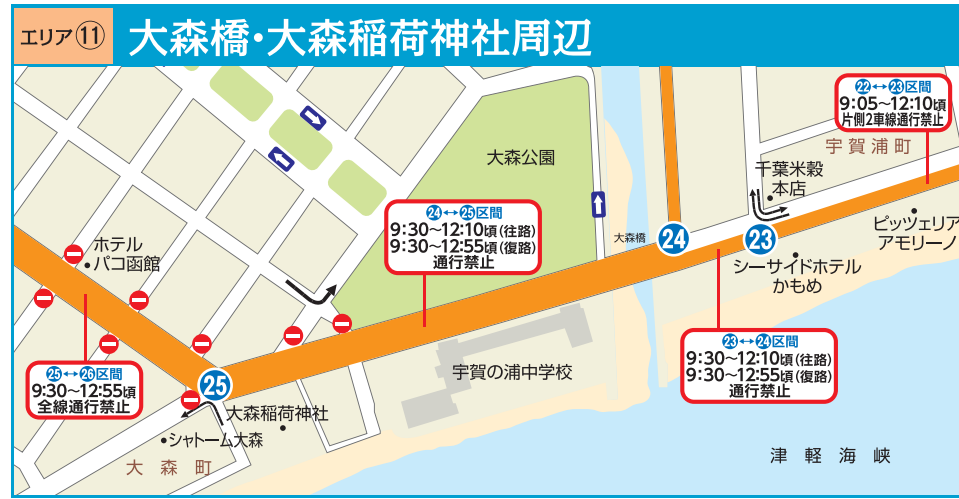 エリア⑪
大森橋・大森稲荷神社周辺
22↔23区間
9:05～12:10頃
片側2車線通行禁止
宇賀浦町
千葉米穀
本店
大森公園
24↔25区間
9:30～12:10頃(往路)
9:30～12:55頃(復路)
通行禁止
大森橋
24
23
ピッツェリア
アモリーノ
シーサイドホテル
かもめ
ホテル
パコ函館
23↔24区間
9:30～12:10頃(往路)
9:30～12:55頃(復路)
通行禁止
25↔26区間
9:30～12:55頃
全線通行禁止
25
宇賀の浦中学校
大森稲荷神社
シャトーム大森
大森町
津軽海峡